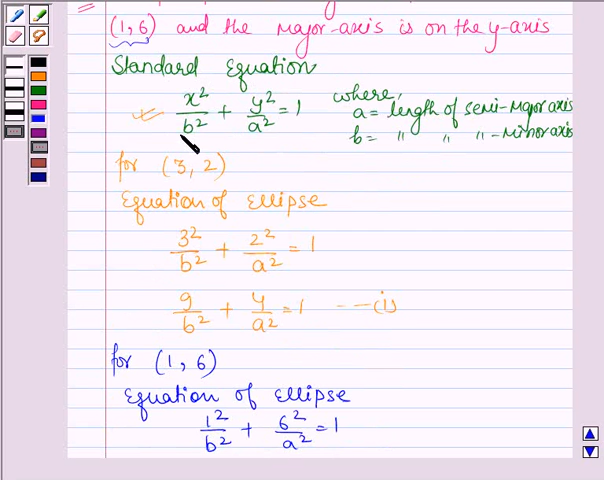 (1,6) and the major-axis is on the y-axis
Standard Equation
x²/b² + y²/a² = 1 where, a = length of semi-Major axis
b = " " " -Minor axis
for (3, 2)
Equation of Ellipse
3²/b² + 2²/a² = 1
9/b² + 4/a² = 1 ---(i)
for (1, 6)
Equation of Ellipse
1²/b² + 6²/a² = 1